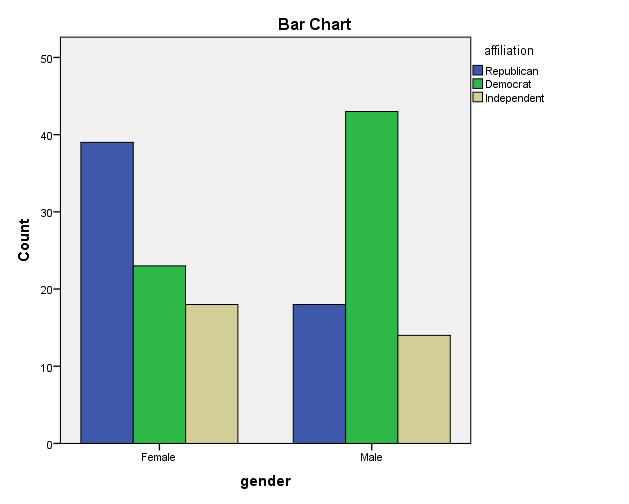 Bar Chart
affiliation
Republican
Democrat
Independent
50
40
30
20
10
0
Count
Female
Male
gender